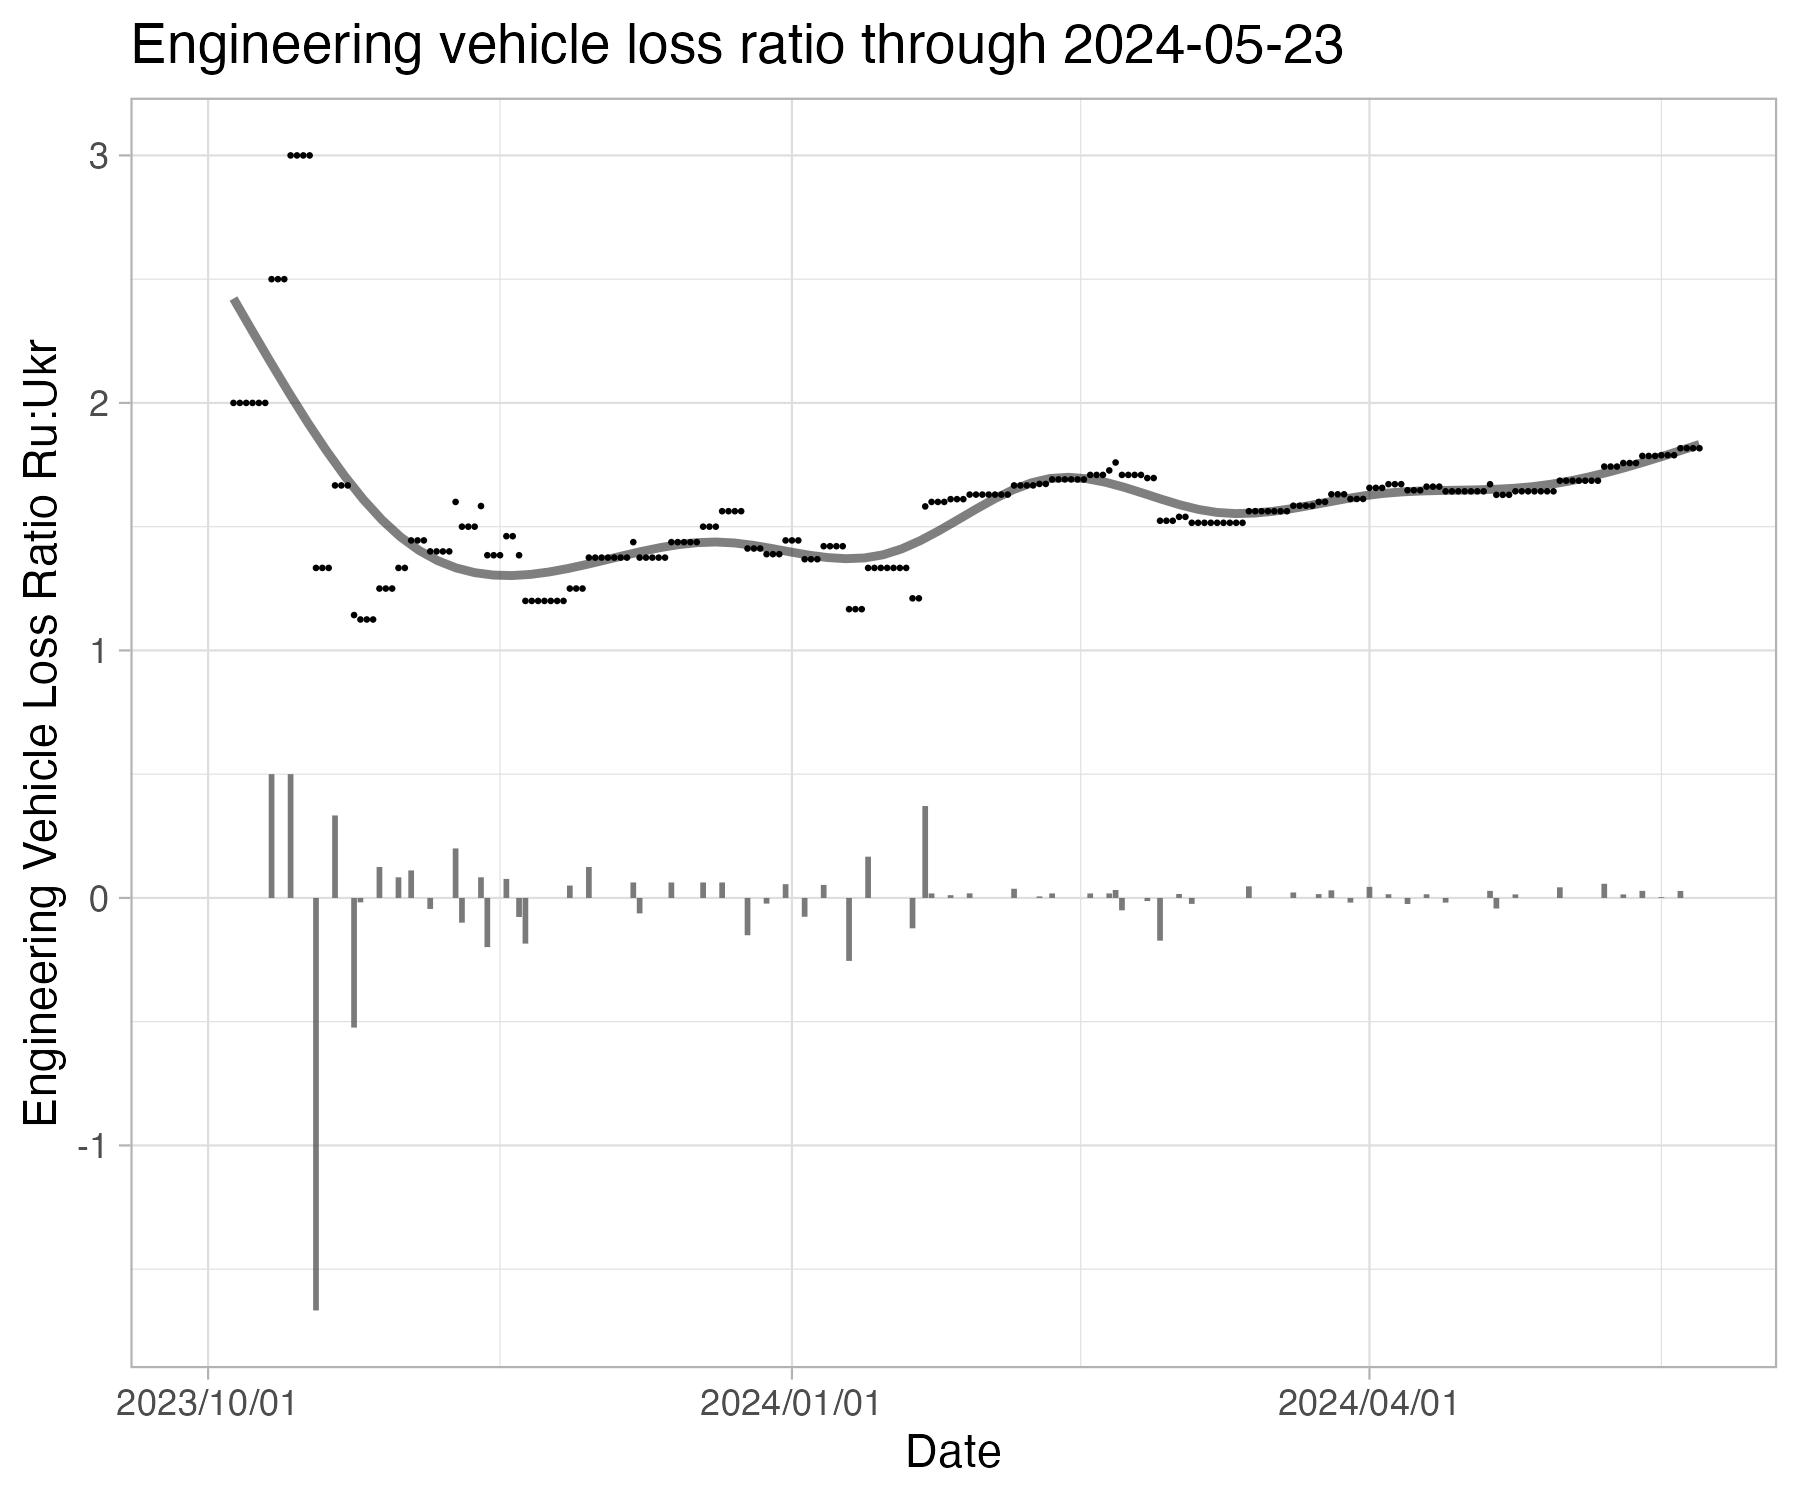 Engineering vehicle loss ratio through 2024-05-23
Engineering Vehicle Loss Ratio Ru:Ukr
3
2
1
0
-1
2023/10/01
2024/01/01
2024/04/01
Date